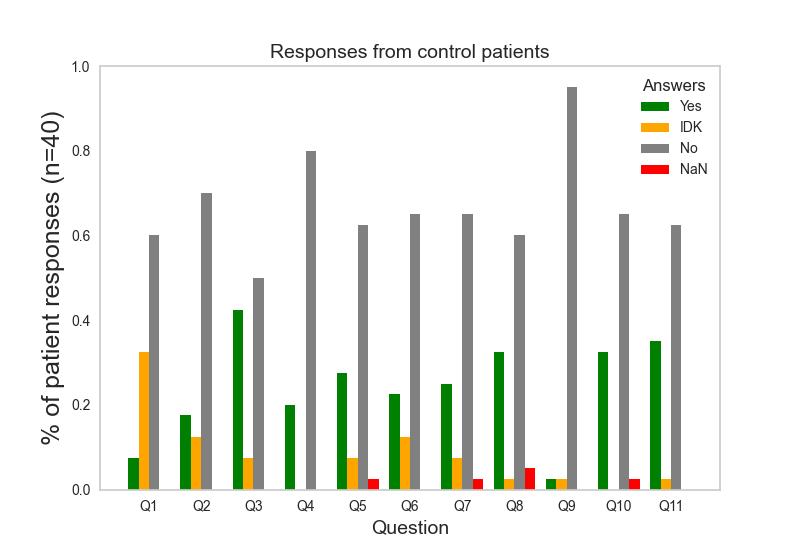 Responses from control patients
1.0
0.8
0.6
0.4
0.2
0.0
% of patient responses (n=40)
Answers
Yes
IDK
No
NaN
Q1 Q2 Q3 Q4 Q5 Q6 Q7 Q8 Q9 Q10 Q11
Question